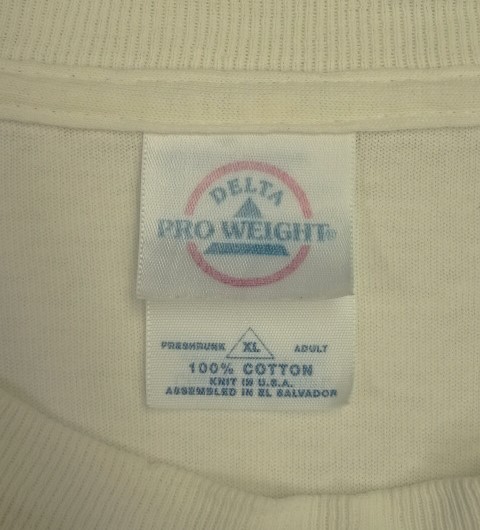 DELTA
PRO WEIGHT®
PRESHRUNK XL ADULT
100% COTTON
KNIT IN U.S.A.
ASSEMBLED IN EL SALVADOR